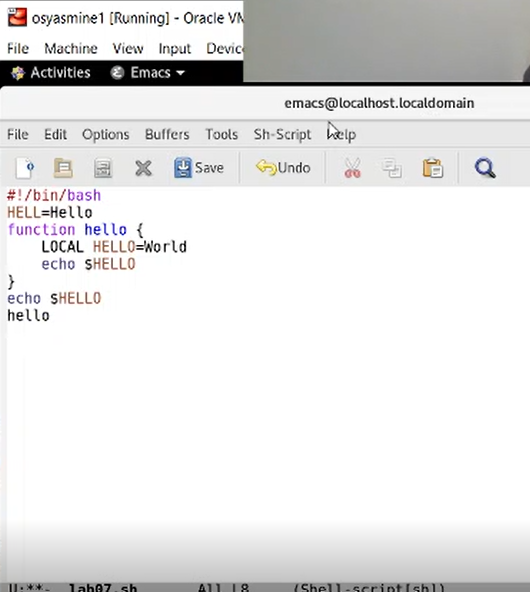 osyasmine1 [Running] - Oracle VM
File Machine View Input Devic
Activities Emacs
emacs@localhost.localdomain
File Edit Options Buffers Tools Sh-Script Help
Save Undo
#!/bin/bash
HELL=Hello
function hello {
LOCAL HELLO=World
echo $HELLO
}
echo $HELLO
hello
U:**- lab07.sh All L8 (Shell-script[sh])